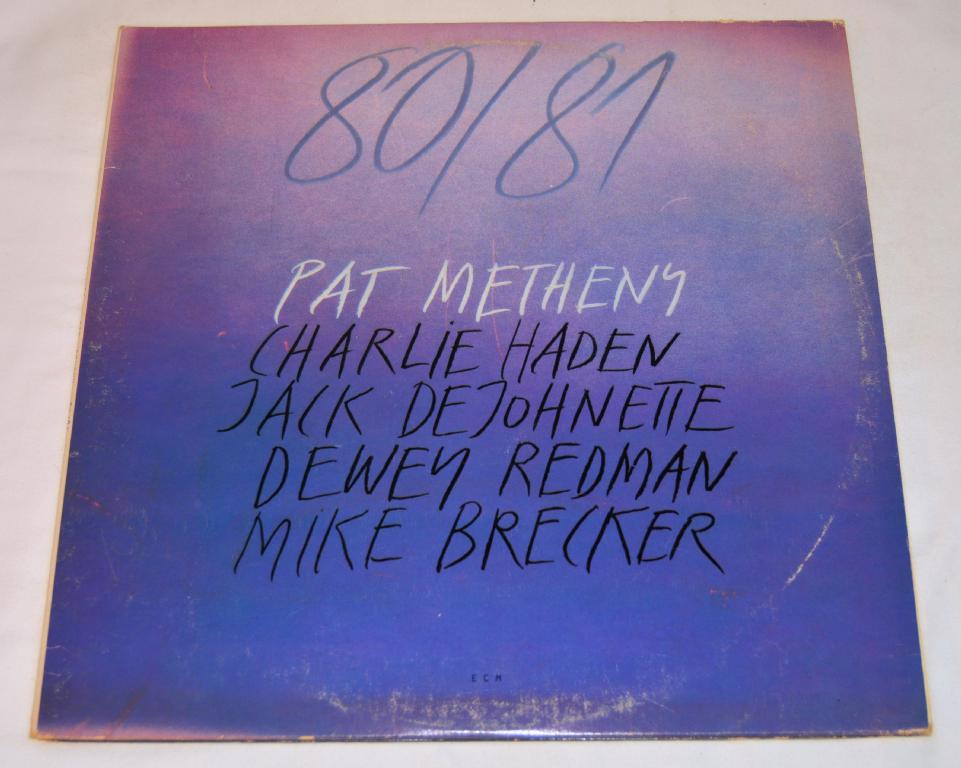 80/81
PAT METHENY
CHARLiE HADEN
JACK DEJOHNETTE
DEWEY REDMAN
MiKE BRECKER
ECM